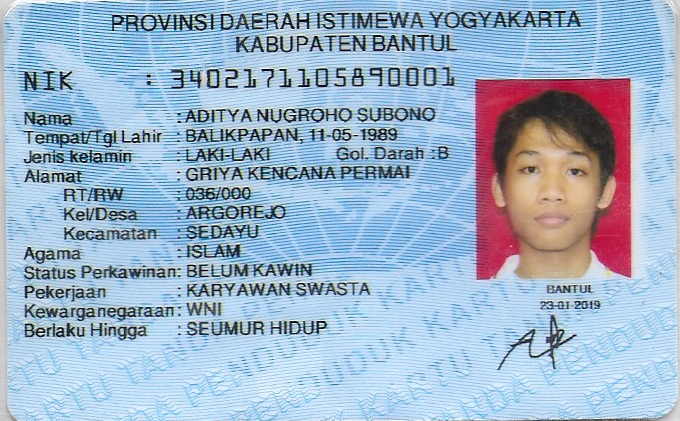 PROVINSI DAERAH ISTIMEWA YOGYAKARTA
KABUPATEN BANTUL
NIK : 3402171105890001
Nama : ADITYA NUGROHO SUBONO
Tempat/Tgl Lahir : BALIKPAPAN, 11-05-1989
Jenis kelamin : LAKI-LAKI Gol. Darah :B
Alamat : GRIYA KENCANA PERMAI
RT/RW : 036/000
Kel/Desa : ARGOREJO
Kecamatan : SEDAYU
Agama : ISLAM
Status Perkawinan: BELUM KAWIN
Pekerjaan : KARYAWAN SWASTA
Kewarganegaraan: WNI
Berlaku Hingga : SEUMUR HIDUP
BANTUL
23-01-2019